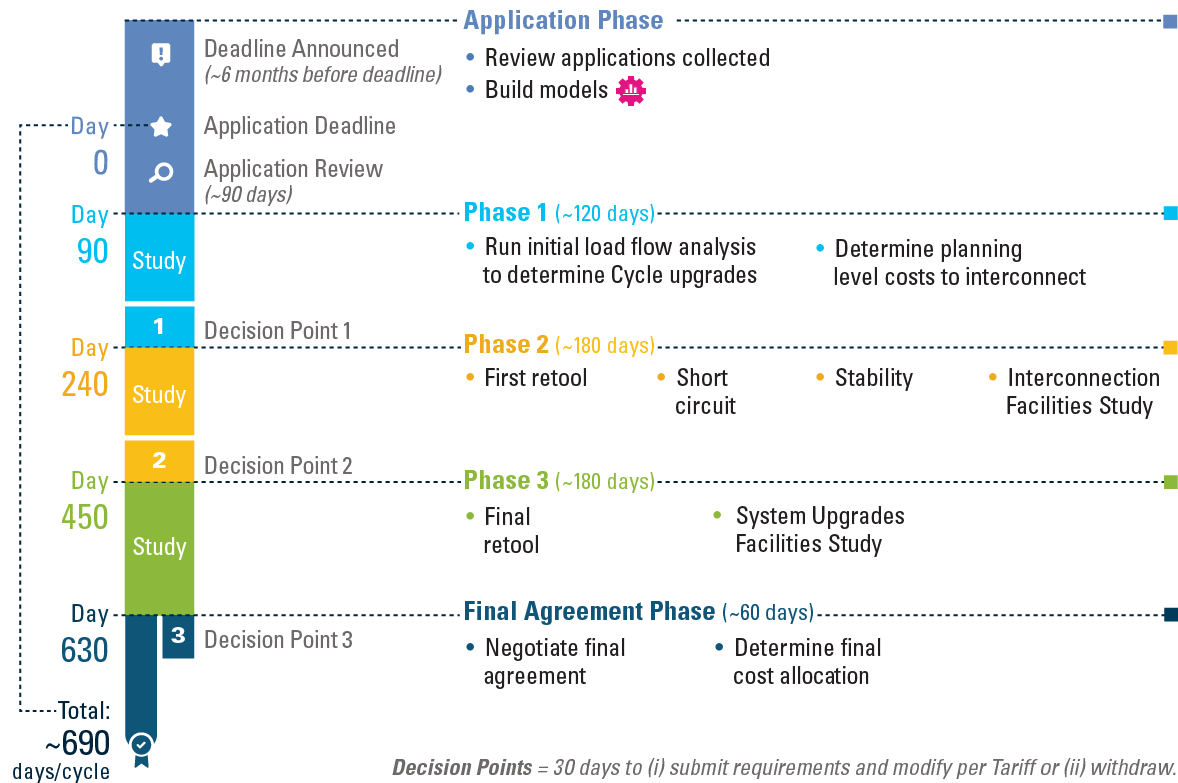 Application Phase
Deadline Announced
(~6 months before deadline)
• Review applications collected
• Build models
Day
0
Application Deadline
Application Review
(~90 days)
Day
90
Phase 1 (~120 days)
Study
• Run initial load flow analysis
to determine Cycle upgrades
• Determine planning
level costs to interconnect
1
Decision Point 1
Day
240
Phase 2 (~180 days)
Study
• First retool
• Short
circuit
• Stability
• Interconnection
Facilities Study
2
Decision Point 2
Day
450
Phase 3 (~180 days)
Study
• Final
retool
• System Upgrades
Facilities Study
Day
630
Final Agreement Phase (~60 days)
3
Decision Point 3
• Negotiate final
agreement
• Determine final
cost allocation
Total:
~690
days/cycle
Decision Points = 30 days to (i) submit requirements and modify per Tariff or (ii) withdraw.